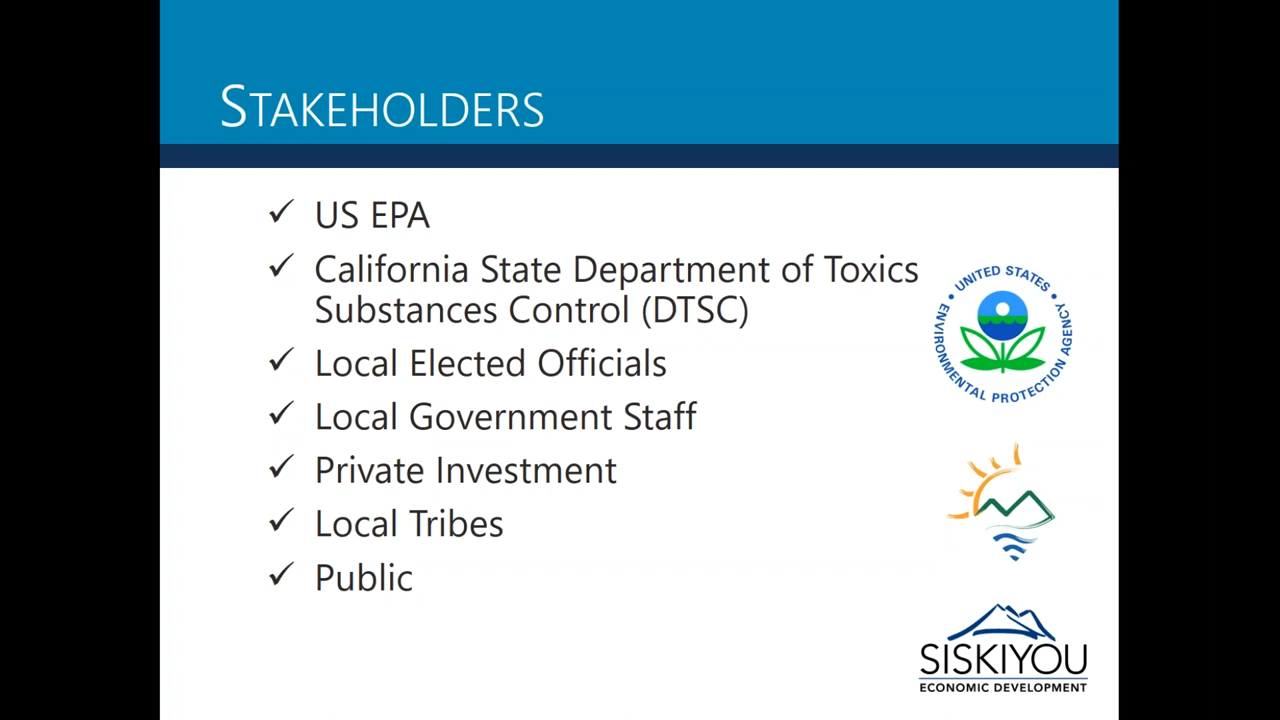 STAKEHOLDERS
✓ US EPA
✓ California State Department of Toxics
Substances Control (DTSC)
✓ Local Elected Officials
✓ Local Government Staff
✓ Private Investment
✓ Local Tribes
✓ Public
UNITED STATES
ENVIRONMENTAL PROTECTION AGENCY
SISKIYOU
ECONOMIC DEVELOPMENT